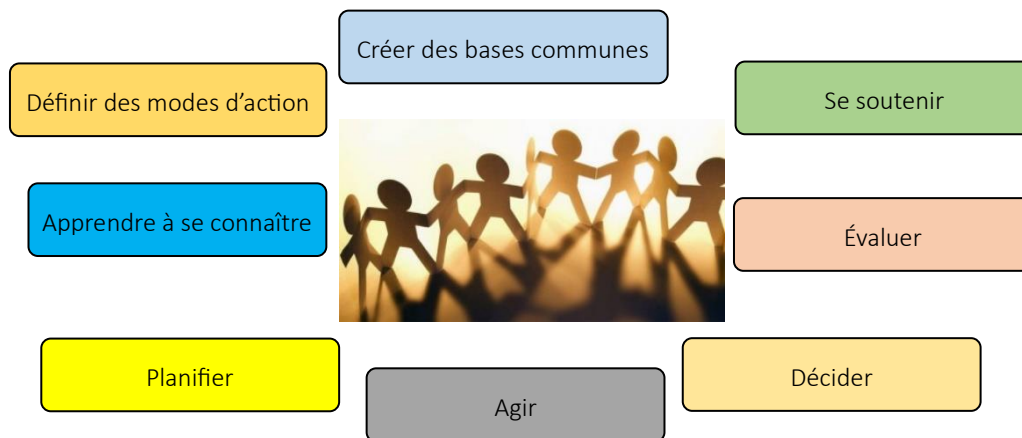 Créer des bases communes
Définir des modes d’action
Se soutenir
Apprendre à se connaître
Évaluer
Planifier
Décider
Agir